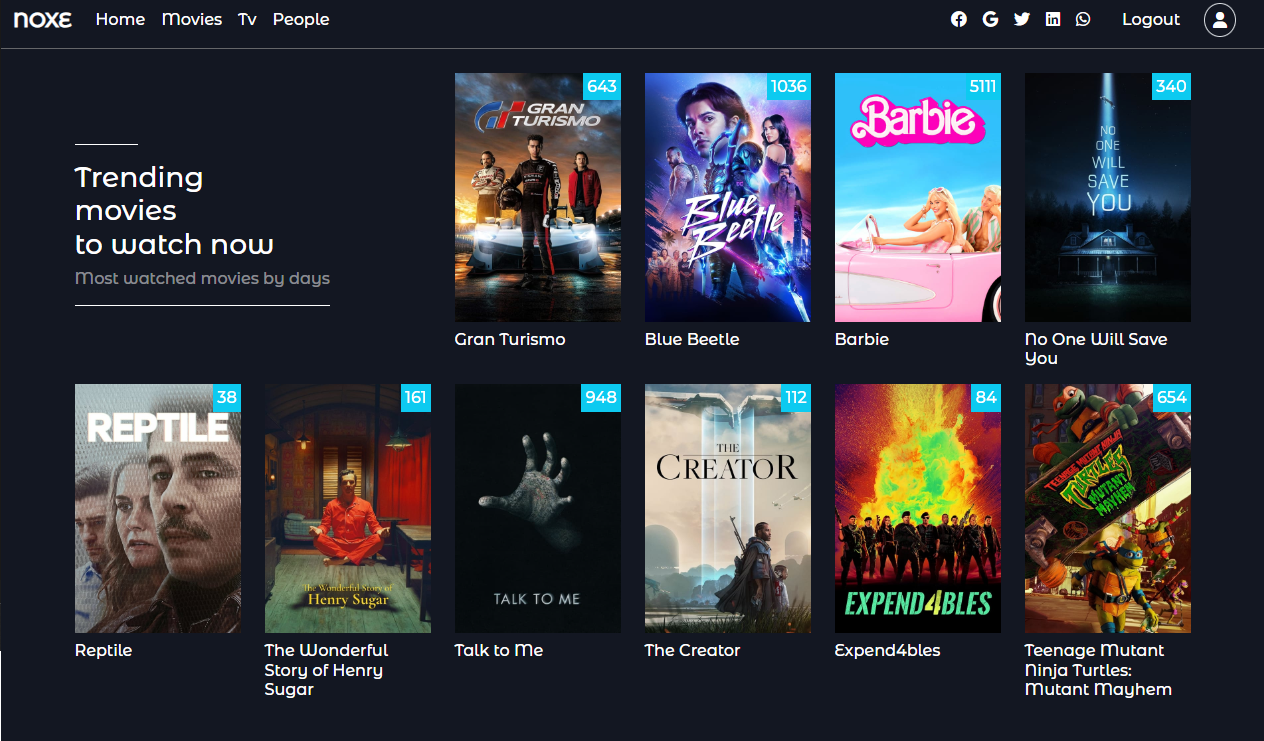 noxe Home Movies Tv People Logout
Trending
movies
to watch now
Most watched movies by days
643
GRAN
TURISMO
Gran Turismo
1036
Blue
Beetle
Blue Beetle
5111
Barbie
Barbie
340
NO
ONE
WILL
SAVE
YOU
No One Will Save
You
38
REPTILE
Reptile
161
The Wonderful Story of
Henry Sugar
The Wonderful
Story of Henry
Sugar
948
TALK TO ME
Talk to Me
112
THE
CREATOR
The Creator
84
EXPEND4BLES
Expend4bles
654
TEENAGE MUTANT NINJA
TURTLES
MUTANT
MAYHEM
Teenage Mutant
Ninja Turtles:
Mutant Mayhem